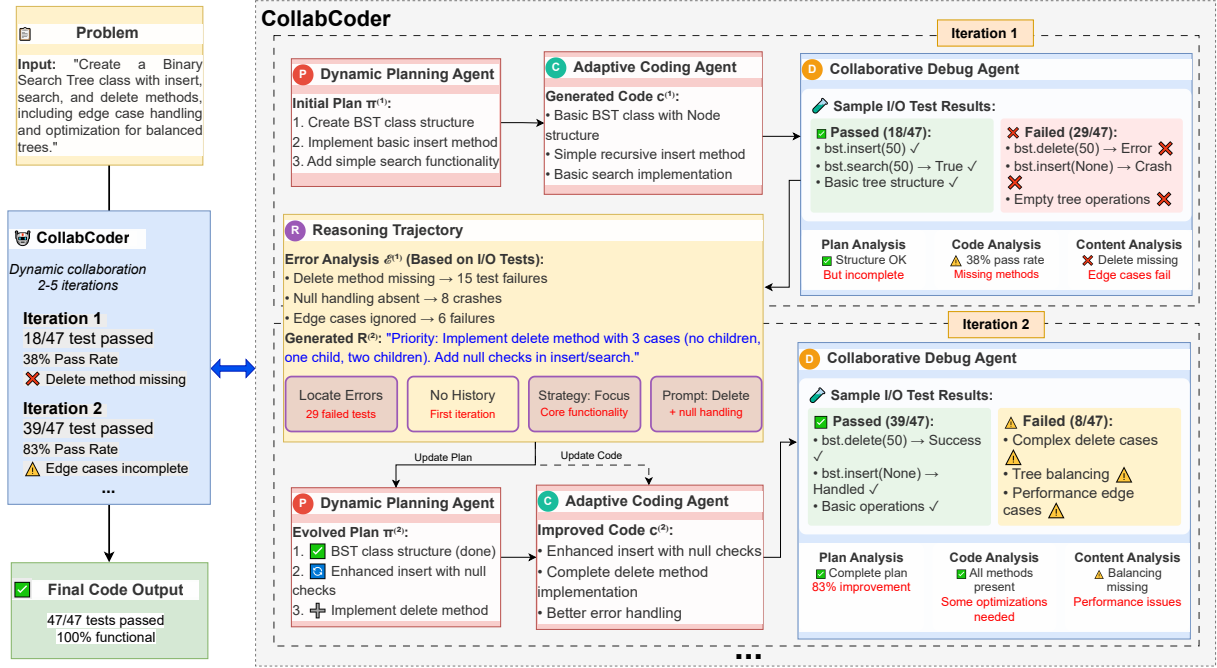 Problem
Input: "Create a Binary
Search Tree class with insert,
search, and delete methods,
including edge case handling
and optimization for balanced
trees."
CollabCoder
Dynamic collaboration
2-5 iterations
Iteration 1
18/47 test passed
38% Pass Rate
❌ Delete method missing
Iteration 2
39/47 test passed
83% Pass Rate
⚠ Edge cases incomplete
...
✅ Final Code Output
47/47 tests passed
100% functional
CollabCoder
Iteration 1
P Dynamic Planning Agent
Initial Plan π⁽¹⁾:
1. Create BST class structure
2. Implement basic insert method
3. Add simple search functionality
C Adaptive Coding Agent
Generated Code c⁽¹⁾:
• Basic BST class with Node
structure
• Simple recursive insert method
• Basic search implementation
D Collaborative Debug Agent
Sample I/O Test Results:
✅ Passed (18/47):
• bst.insert(50) ✓
• bst.search(50) → True ✓
• Basic tree structure ✓
❌ Failed (29/47):
• bst.delete(50) → Error ❌
• bst.insert(None) → Crash
❌
• Empty tree operations ❌
Plan Analysis
✅ Structure OK
But incomplete
Code Analysis
⚠ 38% pass rate
Missing methods
Content Analysis
❌ Delete missing
Edge cases fail
R Reasoning Trajectory
Error Analysis ℰ⁽¹⁾ (Based on I/O Tests):
• Delete method missing → 15 test failures
• Null handling absent → 8 crashes
• Edge cases ignored → 6 failures
Generated R⁽²⁾: "Priority: Implement delete method with 3 cases (no children,
one child, two children). Add null checks in insert/search."
Locate Errors
29 failed tests
No History
First iteration
Strategy: Focus
Core functionality
Prompt: Delete
+ null handling
Iteration 2
Update Plan
Update Code
P Dynamic Planning Agent
Evolved Plan π⁽²⁾:
1. ✅ BST class structure (done)
2. 🔄 Enhanced insert with null
checks
3. ➕ Implement delete method
C Adaptive Coding Agent
Improved Code c⁽²⁾:
• Enhanced insert with null checks
• Complete delete method
implementation
• Better error handling
D Collaborative Debug Agent
Sample I/O Test Results:
✅ Passed (39/47):
• bst.delete(50) → Success
✓
• bst.insert(None) →
Handled ✓
• Basic operations ✓
⚠ Failed (8/47):
• Complex delete cases
⚠
• Tree balancing ⚠
• Performance edge
cases ⚠
Plan Analysis
✅ Complete plan
83% improvement
Code Analysis
✅ All methods
present
Some optimizations
needed
Content Analysis
⚠ Balancing
missing
Performance issues
...